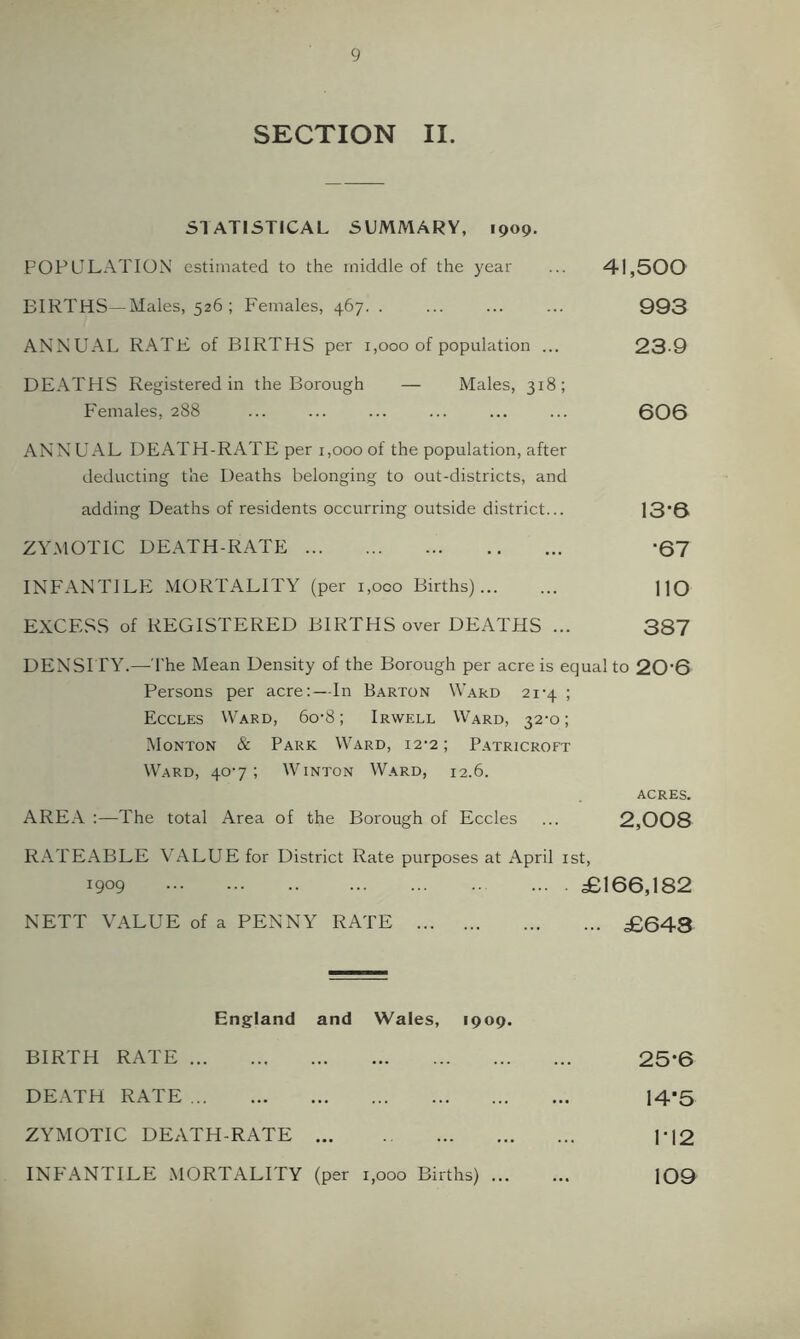 9
SECTION II.
STATISTICAL SUMMARY, 1909.
POPULATION estimated to the middle of the year ... 41,500
BIRTHS—Males, 526; Females, 467. . ... ... ... 993
ANNUAL RATE of BIRTHS per 1,000 of population ... 23.9
DEATHS Registered in the Borough — Males, 318;
Females, 288 ... ... ... ... ... ... 606
ANNUAL DEATH-RATE per 1,000 of the population, after
deducting the Deaths belonging to out-districts, and
adding Deaths of residents occurring outside district... 13·6
ZYMOTIC DEATH-RATE ... ... ... .. ... ·67
INFANTILE MORTALITY (per 1,000 Births)... ... 110
EXCESS of REGISTERED BIRTHS over DEATHS ... 387
DENSITY.—The Mean Density of the Borough per acre is equal to 20·6
Persons per acre:—In BARTON WARD 21·4 ;
ECCLES WARD, 60·8; IRWELL WARD, 32·0;
MONTON & PARK WARD, 12·2; PATRICROFT
WARD, 40·7 ; WINTON WARD, 12.6.
ACRES.
AREA :—The total Area of the Borough of Eccles ... 2,008
RATEABLE VALUE for District Rate purposes at April 1st,
1909 ... ... .. ... ... .. ... . £166,182
NETT VALUE of a PENNY RATE ... ... ... ... £648
England and Wales, 1909.
BIRTH RATE ... ... ... ... ... ... ... 25·6
DEATH RATE ... ... ... ... ... ... ... 14·5
ZYMOTIC DEATH-RATE ... .. ... ... ... 1·12
INFANTILE MORTALITY (per 1,000 Births) ... ... 109